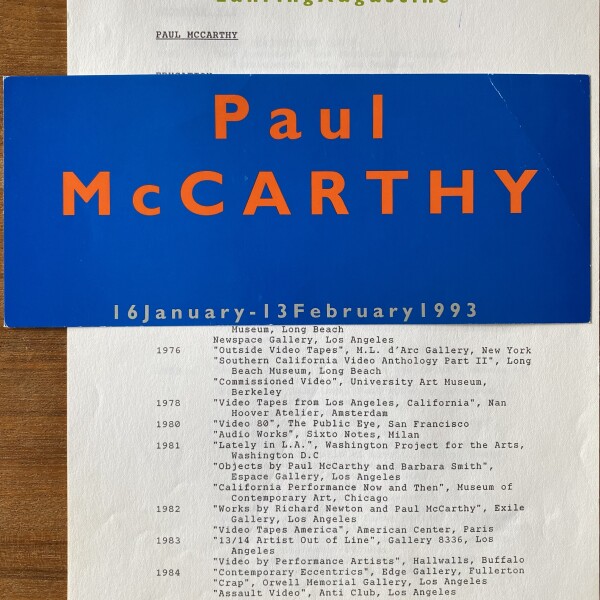 LuhringAugustine
PAUL MCCARTHY
EDUCATION
Paul
McCARTHY
16January-13February1993
Museum, Long Beach
Newspace Gallery, Los Angeles
1976 "Outside Video Tapes", M.L. d'Arc Gallery, New York
"Southern California Video Anthology Part II", Long
Beach Museum, Long Beach
"Commissioned Video", University Art Museum,
Berkeley
1978 "Video Tapes from Los Angeles, California", Nan
Hoover Atelier, Amsterdam
1980 "Video 80", The Public Eye, San Francisco
"Audio Works", Sixto Notes, Milan
1981 "Lately in L.A.", Washington Project for the Arts,
Washington D.C
"Objects by Paul McCarthy and Barbara Smith",
Espace Gallery, Los Angeles
"California Performance Now and Then", Museum of
Contemporary Art, Chicago
1982 "Works by Richard Newton and Paul McCarthy", Exile
Gallery, Los Angeles
"Video Tapes America", American Center, Paris
1983 "13/14 Artist Out of Line", Gallery 8336, Los
Angeles
"Video by Performance Artists", Hallwalls, Buffalo
1984 "Contemporary Eccentrics", Edge Gallery, Fullerton
"Crap", Orwell Memorial Gallery, Los Angeles
"Assault Video", Anti Club, Los Angeles